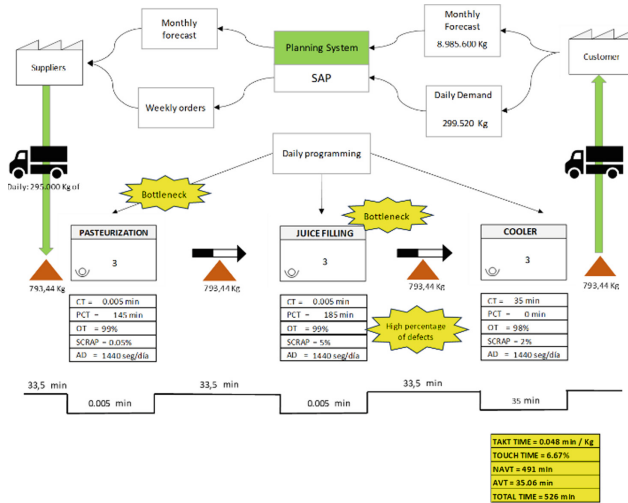 Monthly
forecast
Planning System
SAP
Monthly
Forecast
8.985.600 Kg
Suppliers
Customer
Weekly orders
Daily Demand
299.520 Kg
Daily: 295.000 Kg of
Daily programming
Bottleneck
Bottleneck
PASTEURIZATION
3
JUICE FILLING
3
COOLER
3
793,44 Kg
793,44 Kg
793,44 Kg
793,44 Kg
CT = 0.005 min
PCT = 145 min
OT = 99%
SCRAP = 0.05%
AD = 1440 seg/día
CT = 0.005 min
PCT = 185 min
OT = 99%
SCRAP = 5%
AD = 1440 seg/día
High percentage
of defects
CT = 35 min
PCT = 0 min
OT = 98%
SCRAP = 2%
AD = 1440 seg/día
33,5 min
0.005 min
33,5 min
0.005 min
33,5 min
35 min
TAKT TIME = 0.048 min / Kg
TOUCH TIME = 6.67%
NAVT = 491 min
AVT = 35.06 min
TOTAL TIME = 526 min